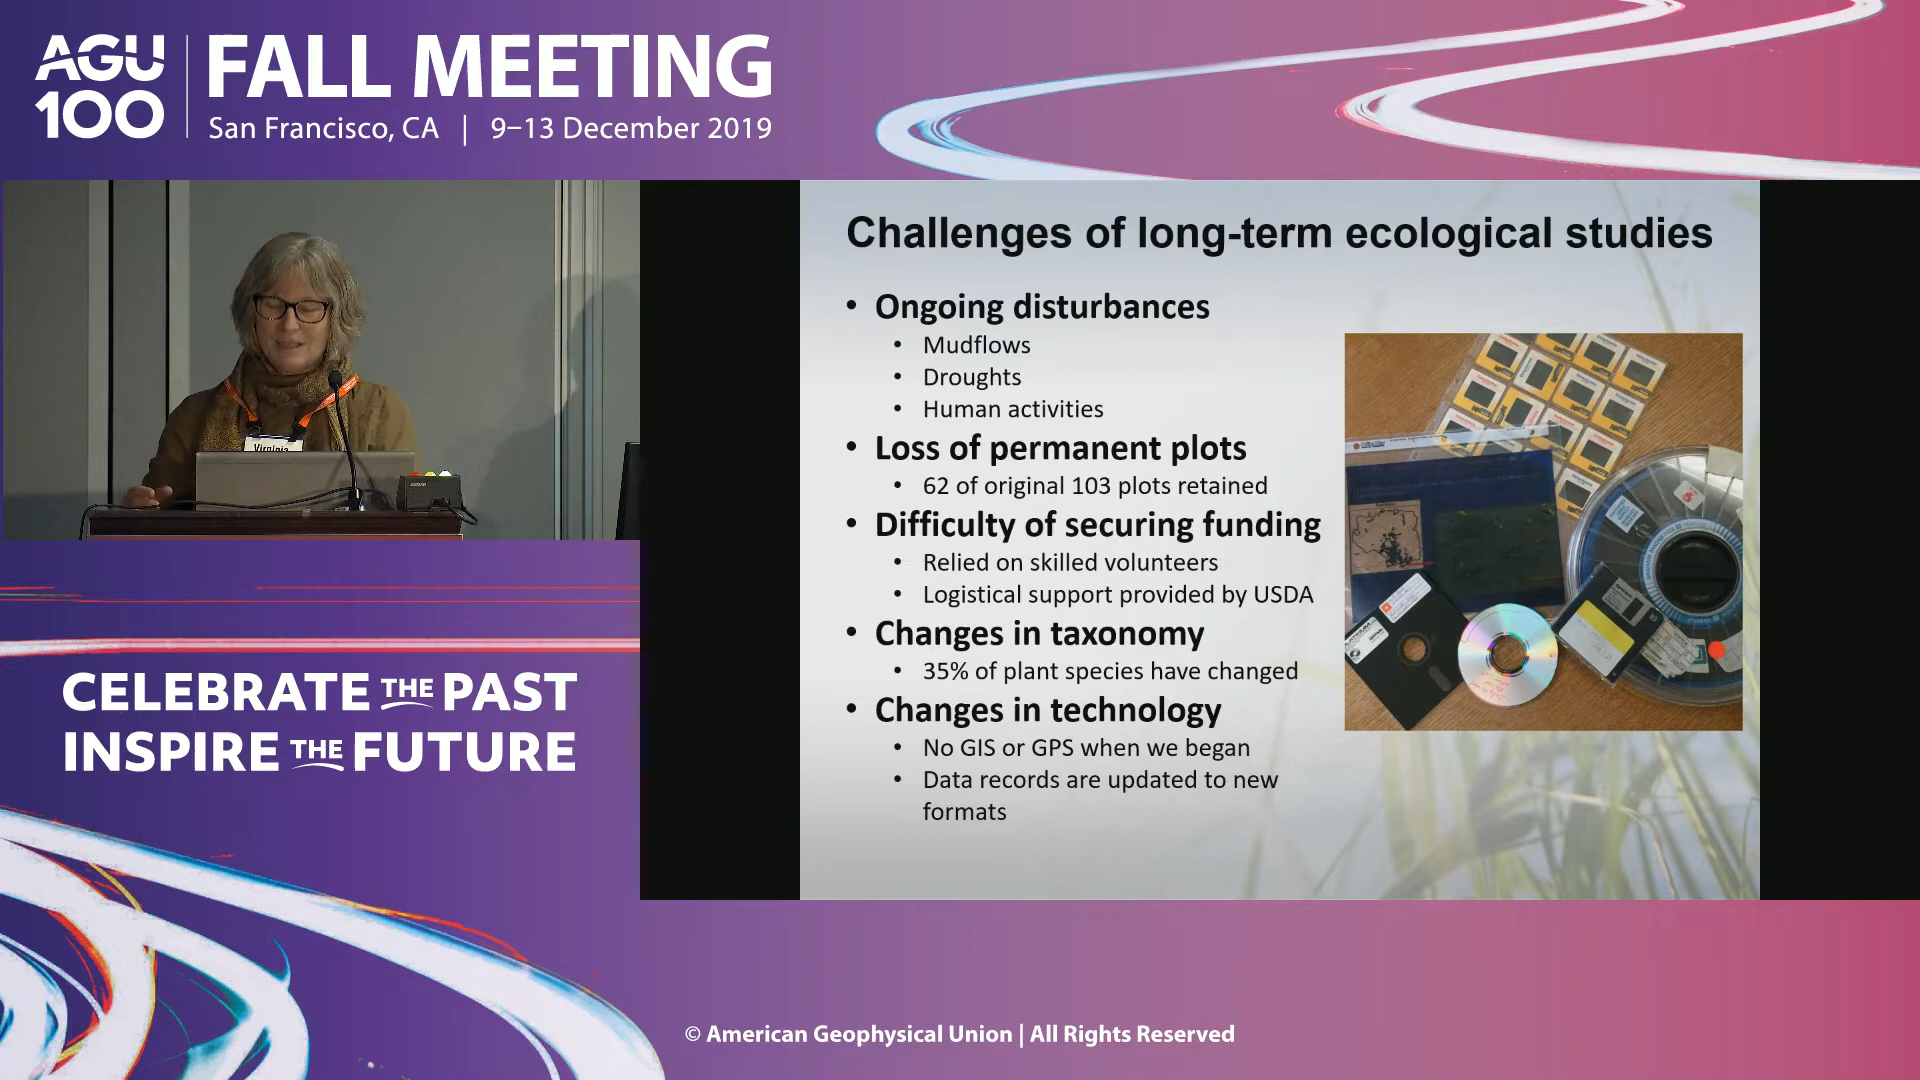 AGU
100
FALL MEETING
San Francisco, CA | 9–13 December 2019
Virginia
Challenges of long-term ecological studies
• Ongoing disturbances
• Mudflows
• Droughts
• Human activities
• Loss of permanent plots
• 62 of original 103 plots retained
• Difficulty of securing funding
• Relied on skilled volunteers
• Logistical support provided by USDA
• Changes in taxonomy
• 35% of plant species have changed
• Changes in technology
• No GIS or GPS when we began
• Data records are updated to new
formats
CELEBRATE THE PAST
INSPIRE THE FUTURE
© American Geophysical Union | All Rights Reserved